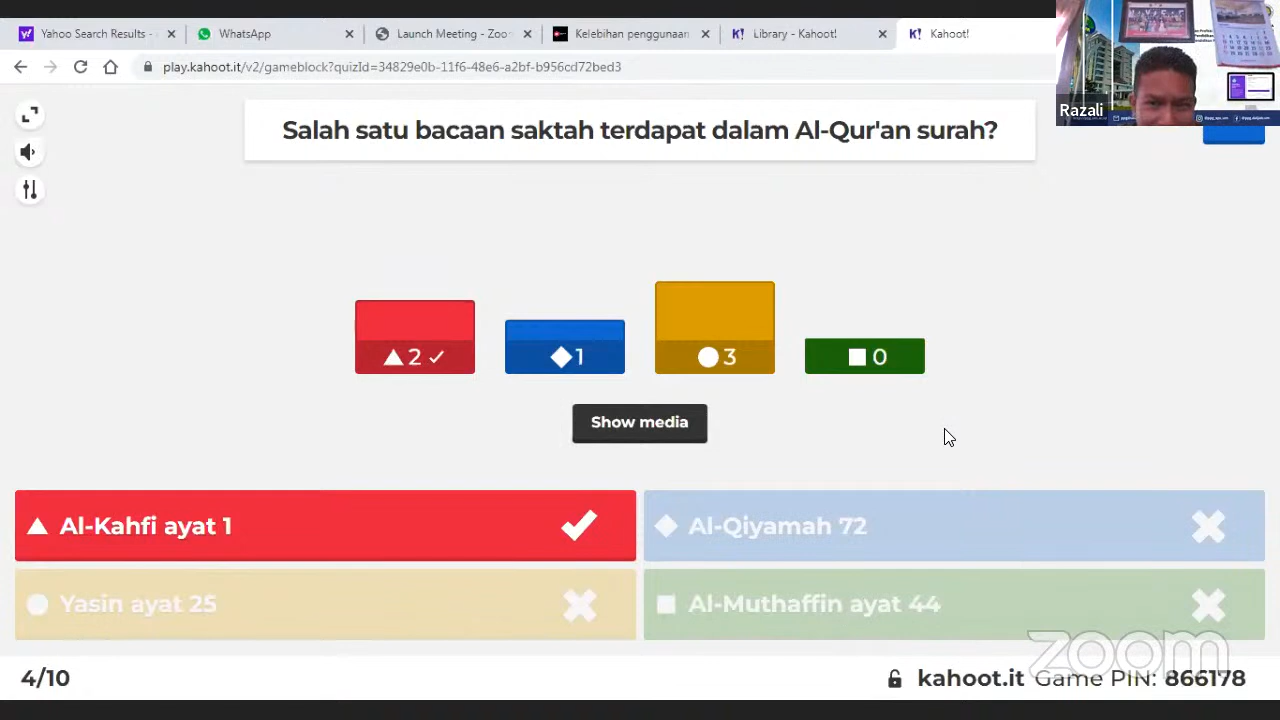 Yahoo Search Results -
WhatsApp
Launch Meeting - Zoo
Kelebihan penggunaan
Library - Kahoot!
Kahoot!
play.kahoot.it/v2/gameblock?quizId=34829e0b-11f6-48e6-a2bf-b956cd72bed3
Razali
Salah satu bacaan saktah terdapat dalam Al-Qur'an surah?
2
1
3
0
Show media
Al-Kahfi ayat 1
Al-Qiyamah 72
Yasin ayat 25
Al-Muthaffin ayat 44
zoom
4/10
kahoot.it Game PIN: 866178